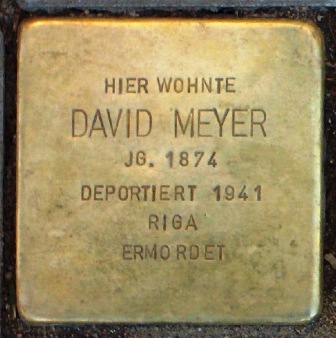 HIER WOHNTE
DAVID MEYER
JG. 1874
DEPORTIERT 1941
RIGA
ERMORDET